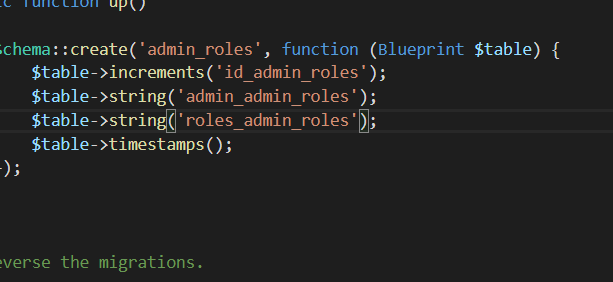 ic function up()
Schema::create('admin_roles', function (Blueprint $table) {
$table->increments('id_admin_roles');
$table->string('admin_admin_roles');
$table->string('roles_admin_roles');
$table->timestamps();
});
everse the migrations.